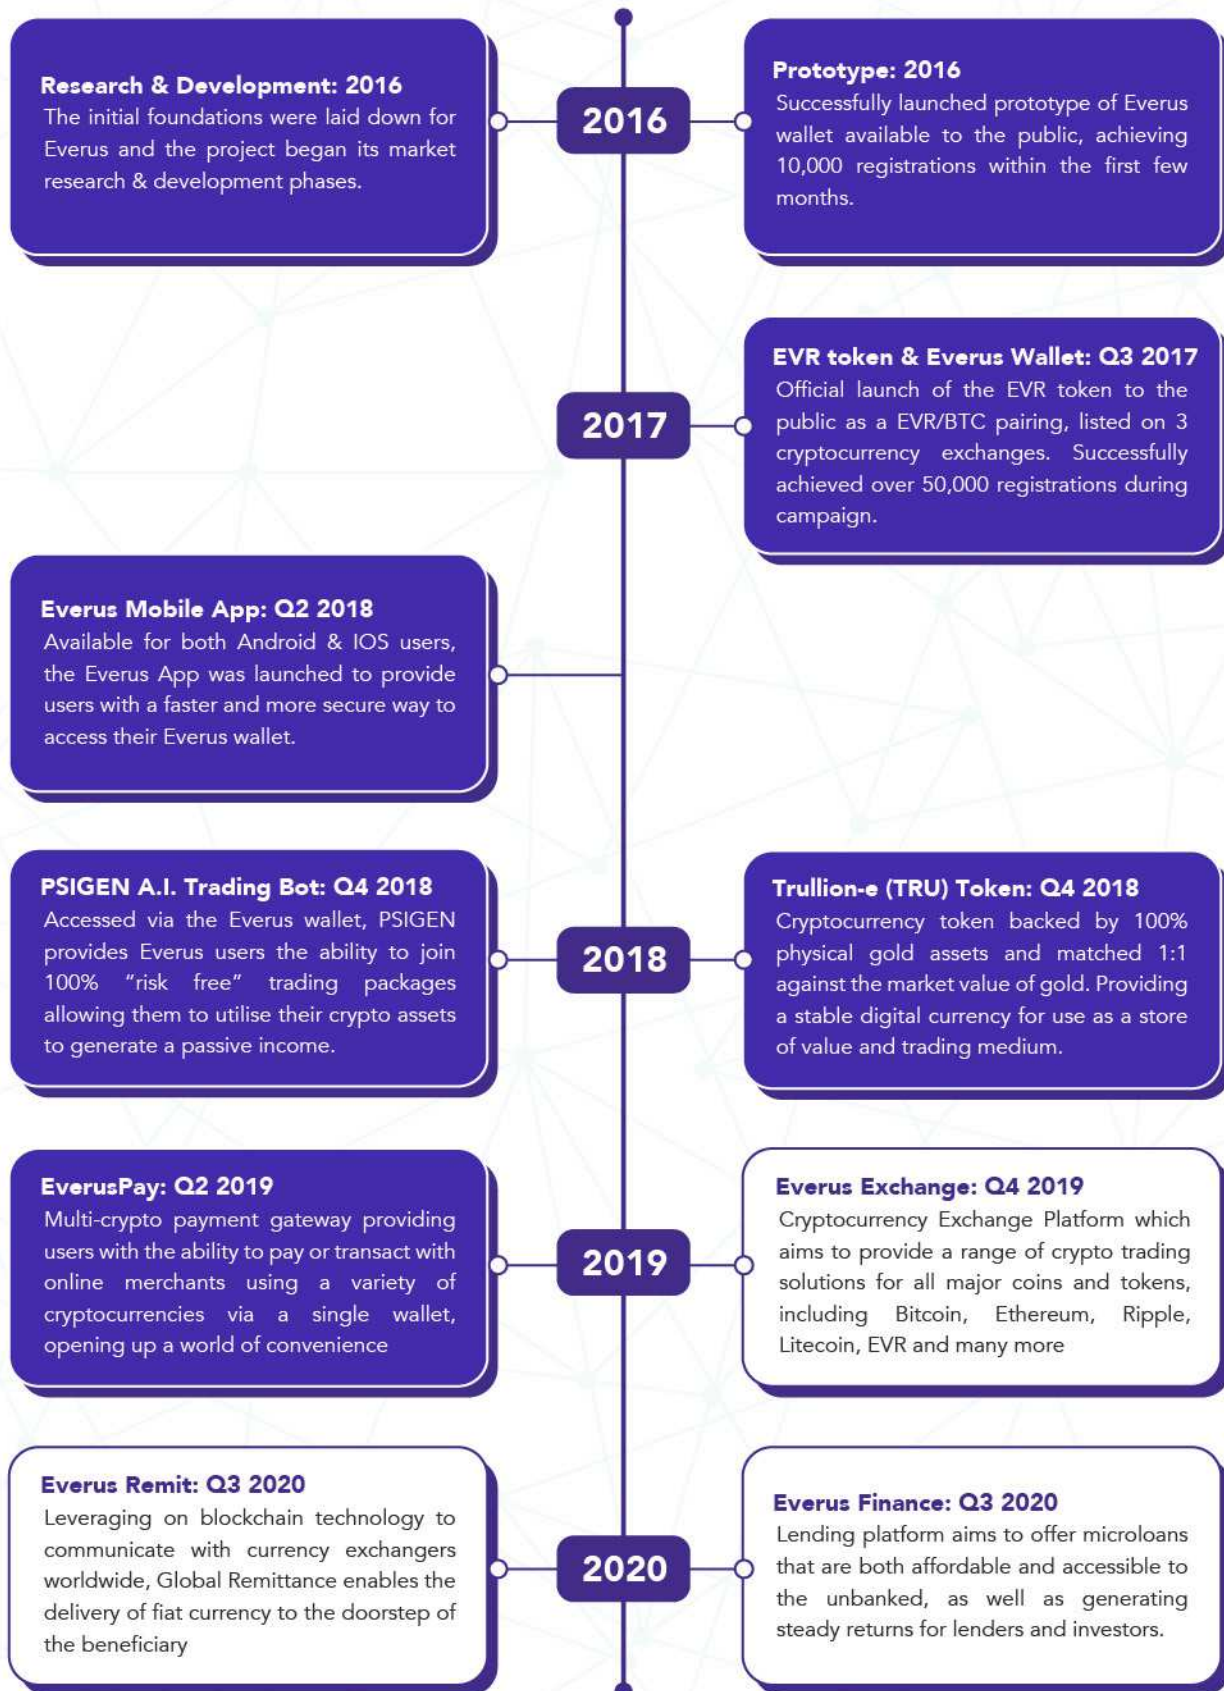 Research & Development: 2016
The initial foundations were laid down for
Everus and the project began its market
research & development phases.
2016
Prototype: 2016
Successfully launched prototype of Everus
wallet available to the public, achieving
10,000 registrations within the first few
months.
2017
EVR token & Everus Wallet: Q3 2017
Official launch of the EVR token to the
public as a EVR/BTC pairing, listed on 3
cryptocurrency exchanges. Successfully
achieved over 50,000 registrations during
campaign.
Everus Mobile App: Q2 2018
Available for both Android & IOS users,
the Everus App was launched to provide
users with a faster and more secure way to
access their Everus wallet.
PSIGEN A.I. Trading Bot: Q4 2018
Accessed via the Everus wallet, PSIGEN
provides Everus users the ability to join
100% “risk free” trading packages
allowing them to utilise their crypto assets
to generate a passive income.
2018
Trullion-e (TRU) Token: Q4 2018
Cryptocurrency token backed by 100%
physical gold assets and matched 1:1
against the market value of gold. Providing
a stable digital currency for use as a store
of value and trading medium.
EverusPay: Q2 2019
Multi-crypto payment gateway providing
users with the ability to pay or transact with
online merchants using a variety of
cryptocurrencies via a single wallet,
opening up a world of convenience
2019
Everus Exchange: Q4 2019
Cryptocurrency Exchange Platform which
aims to provide a range of crypto trading
solutions for all major coins and tokens,
including Bitcoin, Ethereum, Ripple,
Litecoin, EVR and many more
Everus Remit: Q3 2020
Leveraging on blockchain technology to
communicate with currency exchangers
worldwide, Global Remittance enables the
delivery of fiat currency to the doorstep of
the beneficiary
2020
Everus Finance: Q3 2020
Lending platform aims to offer microloans
that are both affordable and accessible to
the unbanked, as well as generating
steady returns for lenders and investors.